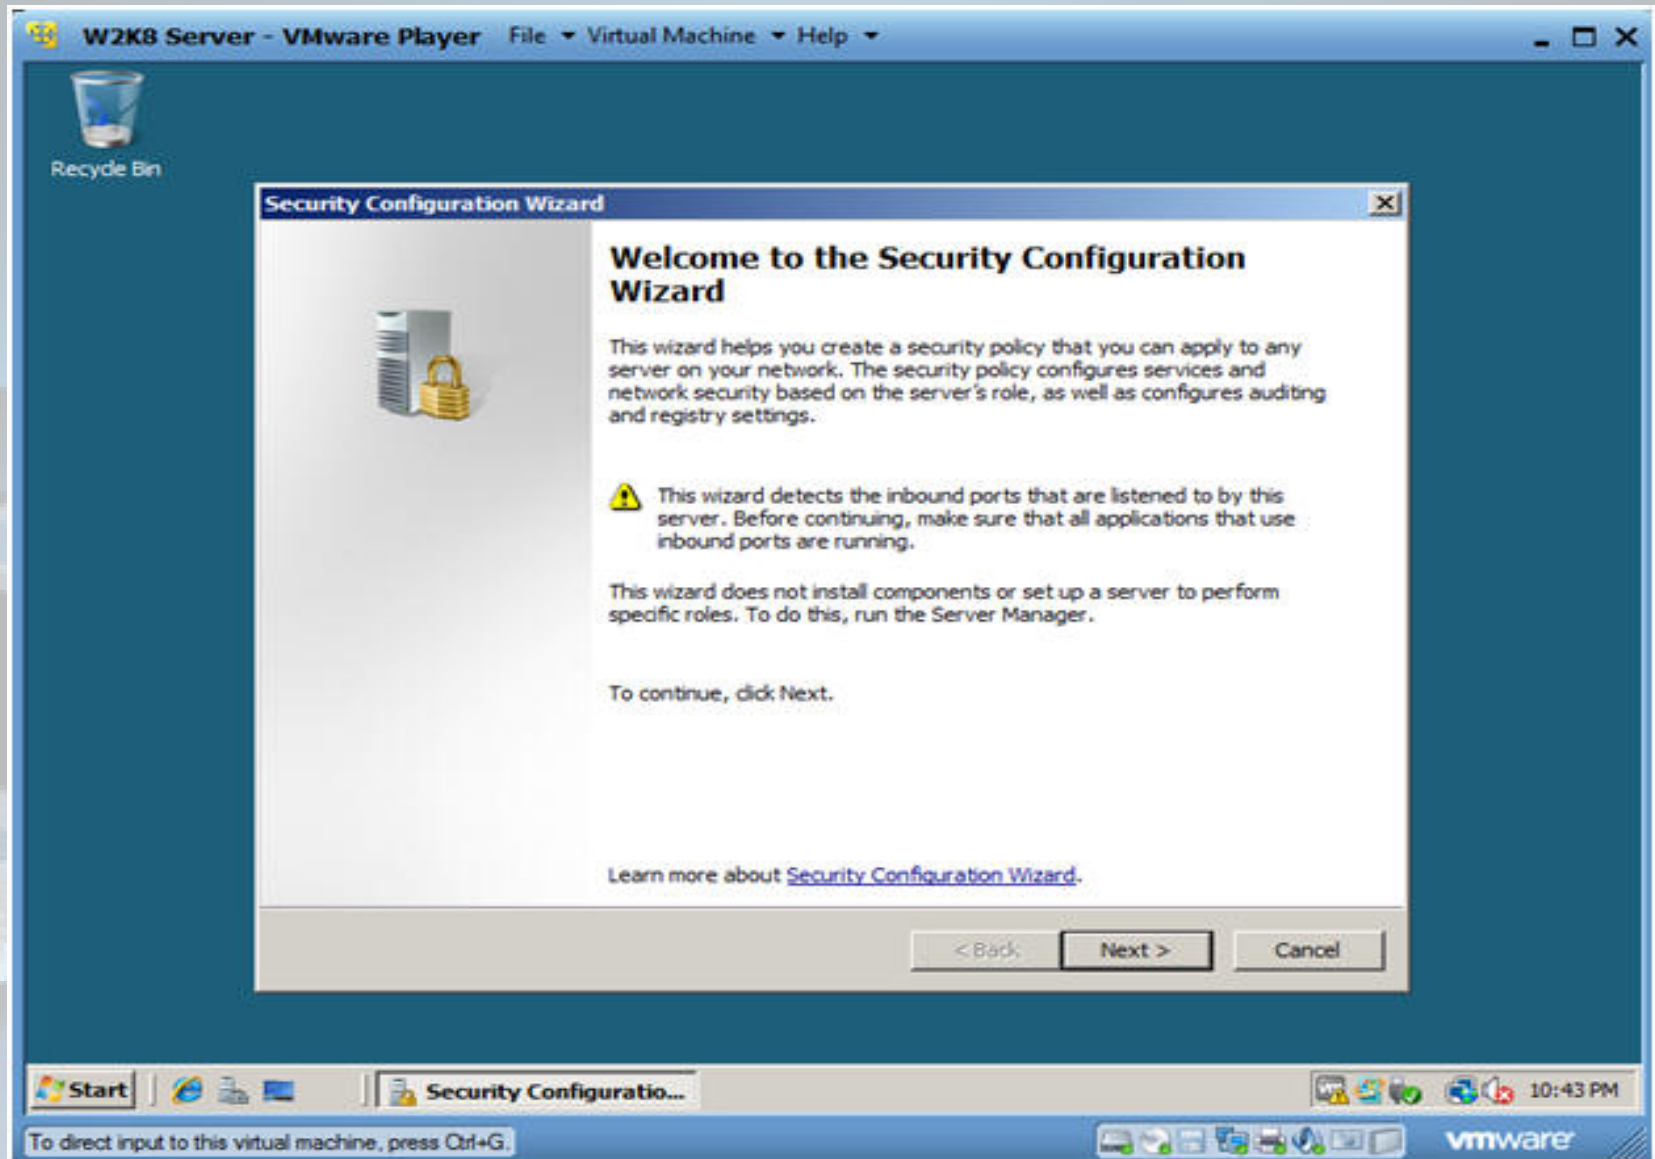 W2K8 Server - VMware Player File Virtual Machine Help
Recycle Bin
Security Configuration Wizard
Welcome to the Security Configuration
Wizard
This wizard helps you create a security policy that you can apply to any
server on your network. The security policy configures services and
network security based on the server's role, as well as configures auditing
and registry settings.
This wizard detects the inbound ports that are listened to by this
server. Before continuing, make sure that all applications that use
inbound ports are running.
This wizard does not install components or set up a server to perform
specific roles. To do this, run the Server Manager.
To continue, click Next.
Learn more about Security Configuration Wizard.
< Back Next > Cancel
Start Security Configuratio... 10:43 PM
To direct input to this virtual machine, press Ctrl+G. vmware